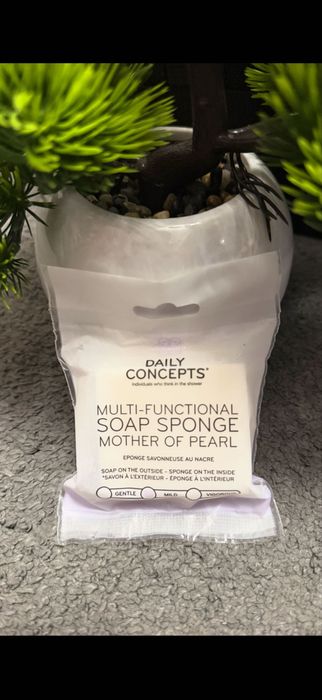 DAILY
CONCEPTS®
individuals who think in the shower
MULTI-FUNCTIONAL
SOAP SPONGE
MOTHER OF PEARL
EPONGE SAVONNEUSE AU NACRE
SOAP ON THE OUTSIDE - SPONGE ON THE INSIDE
*SAVON À L'EXTÉRIEUR - ÉPONGE À L'INTÉRIEUR
GENTLE MILD VIGOROUS